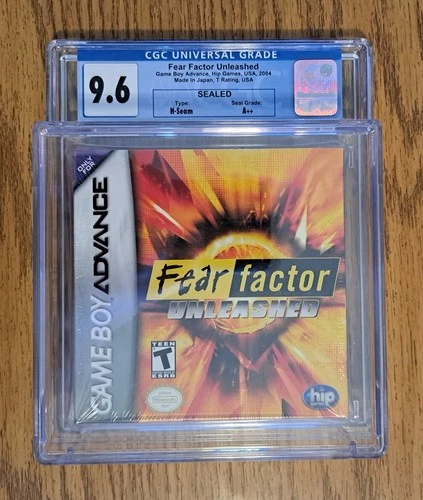 CGC UNIVERSAL GRADE
9.6
Fear Factor Unleashed
Game Boy Advance, Hip Games, USA, 2004
Made in Japan, T Rating, USA
SEALED
Type: Seal Grade:
H-Seam A++
ONLY FOR
GAME BOY ADVANCE
Fear factor
UNLEASHED
TEEN
T
ESRB
hip